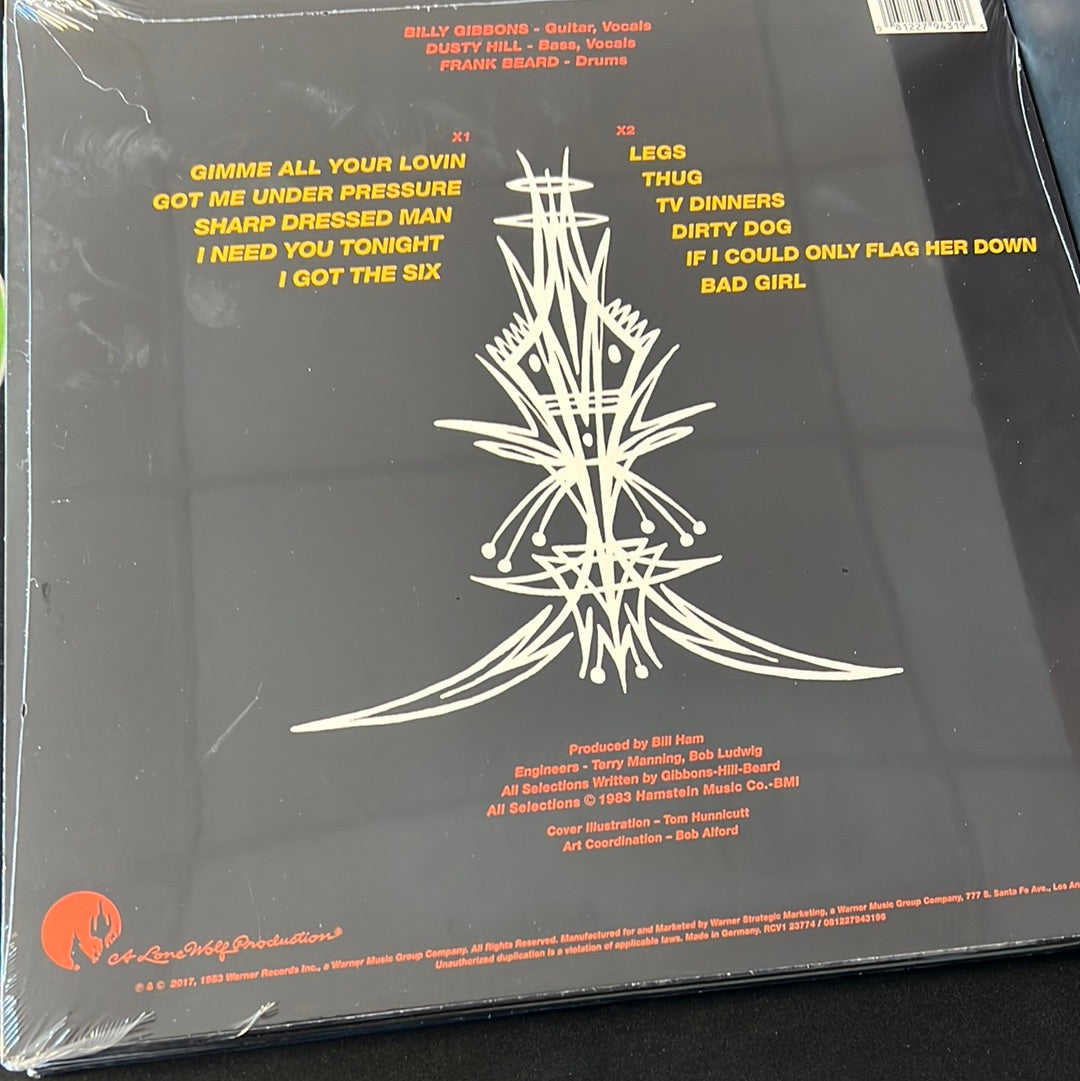 BILLY GIBBONS - Guitar, Vocals
DUSTY HILL - Bass, Vocals
FRANK BEARD - Drums
81227 94319
X1
GIMME ALL YOUR LOVIN
GOT ME UNDER PRESSURE
SHARP DRESSED MAN
I NEED YOU TONIGHT
I GOT THE SIX
X2
LEGS
THUG
TV DINNERS
DIRTY DOG
IF I COULD ONLY FLAG HER DOWN
BAD GIRL
Produced by Bill Ham
Engineers - Terry Manning, Bob Ludwig
All Selections Written by Gibbons-Hill-Beard
All Selections © 1983 Hamstein Music Co.-BMI
Cover Illustration – Tom Hunnicutt
Art Coordination – Bob Alford
A Lone Wolf Production®
℗ & © 2017, 1983 Warner Records Inc., a Warner Music Group Company. All Rights Reserved. Manufactured for and Marketed by Warner Strategic Marketing, a Warner Music Group Company, 777 S. Santa Fe Ave., Los An
Unauthorized duplication is a violation of applicable laws. Made in Germany. RCV1 23774 / 081227943196